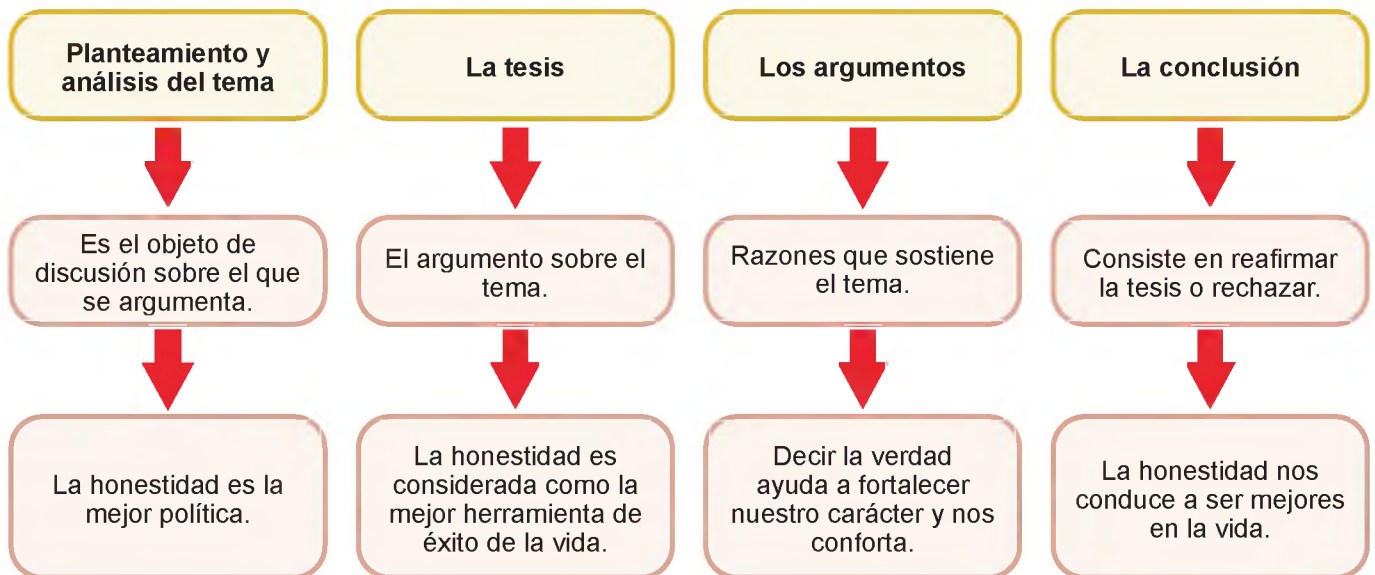 Planteamiento y
análisis del tema
La tesis
Los argumentos
La conclusión
Es el objeto de
discusión sobre el que
se argumenta.
El argumento sobre el
tema.
Razones que sostiene
el tema.
Consiste en reafirmar
la tesis o rechazar.
La honestidad es la
mejor política.
La honestidad es
considerada como la
mejor herramienta de
éxito de la vida.
Decir la verdad
ayuda a fortalecer
nuestro carácter y nos
conforta.
La honestidad nos
conduce a ser mejores
en la vida.